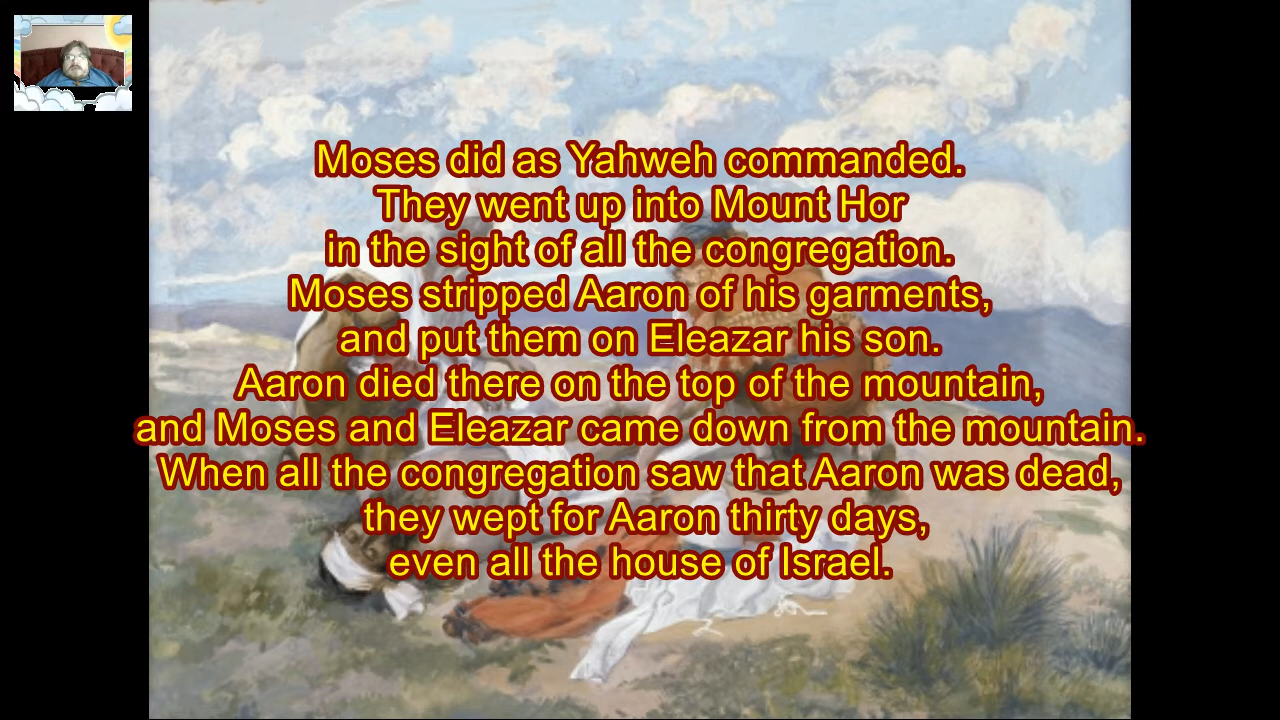 Moses did as Yahweh commanded.
They went up into Mount Hor
in the sight of all the congregation.
Moses stripped Aaron of his garments,
and put them on Eleazar his son.
Aaron died there on the top of the mountain,
and Moses and Eleazar came down from the mountain.
When all the congregation saw that Aaron was dead,
they wept for Aaron thirty days,
even all the house of Israel.